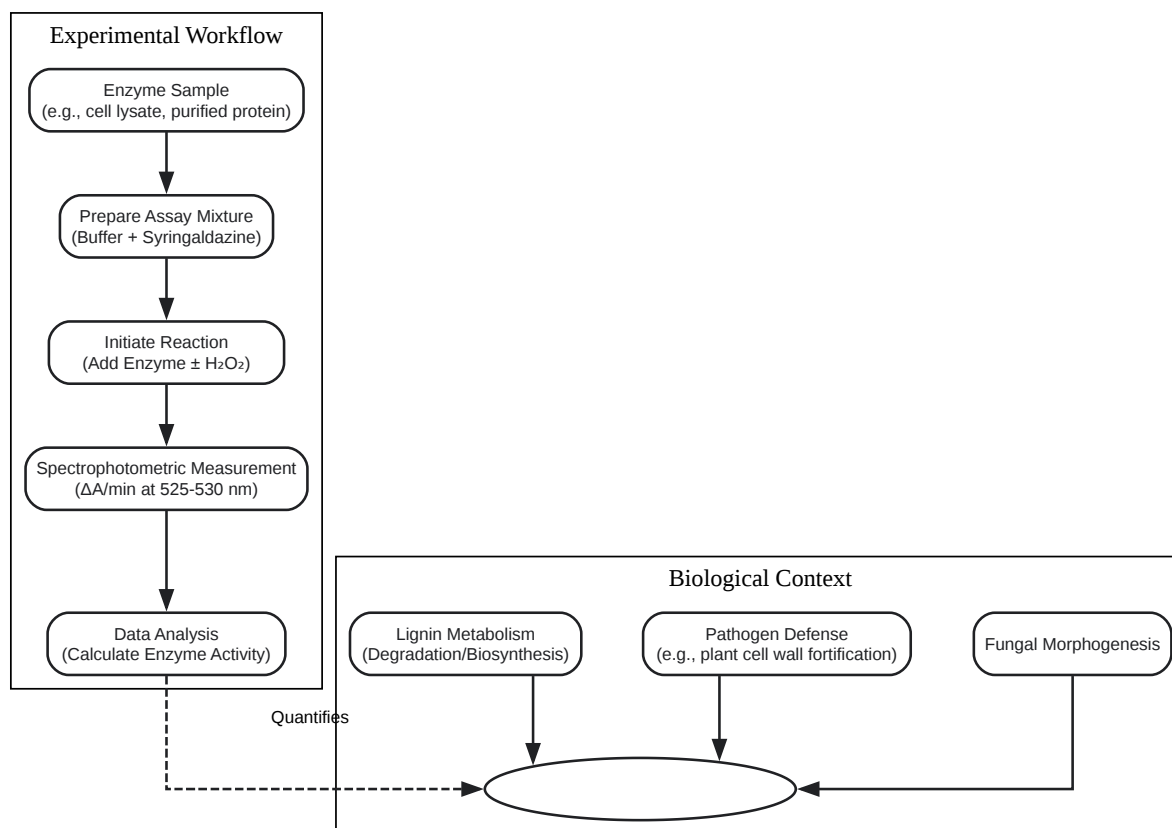 Experimental Workflow
Enzyme Sample
(e.g., cell lysate, purified protein)
Prepare Assay Mixture
(Buffer + Syringaldazine)
Initiate Reaction
(Add Enzyme ± H₂O₂)
Spectrophotometric Measurement
(ΔA/min at 525-530 nm)
Data Analysis
(Calculate Enzyme Activity)
Quantifies
Biological Context
Lignin Metabolism
(Degradation/Biosynthesis)
Pathogen Defense
(e.g., plant cell wall fortification)
Fungal Morphogenesis